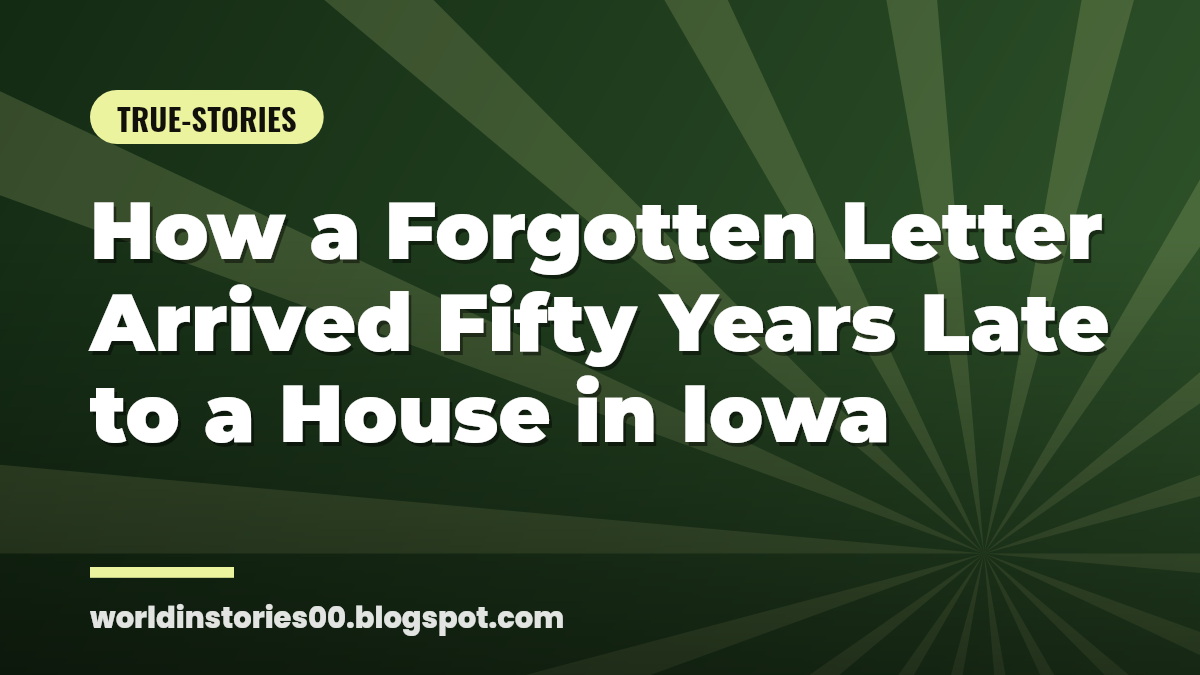 TRUE-STORIES
How a Forgotten Letter
Arrived Fifty Years Late
to a House in Iowa
worldinstories00.blogspot.com